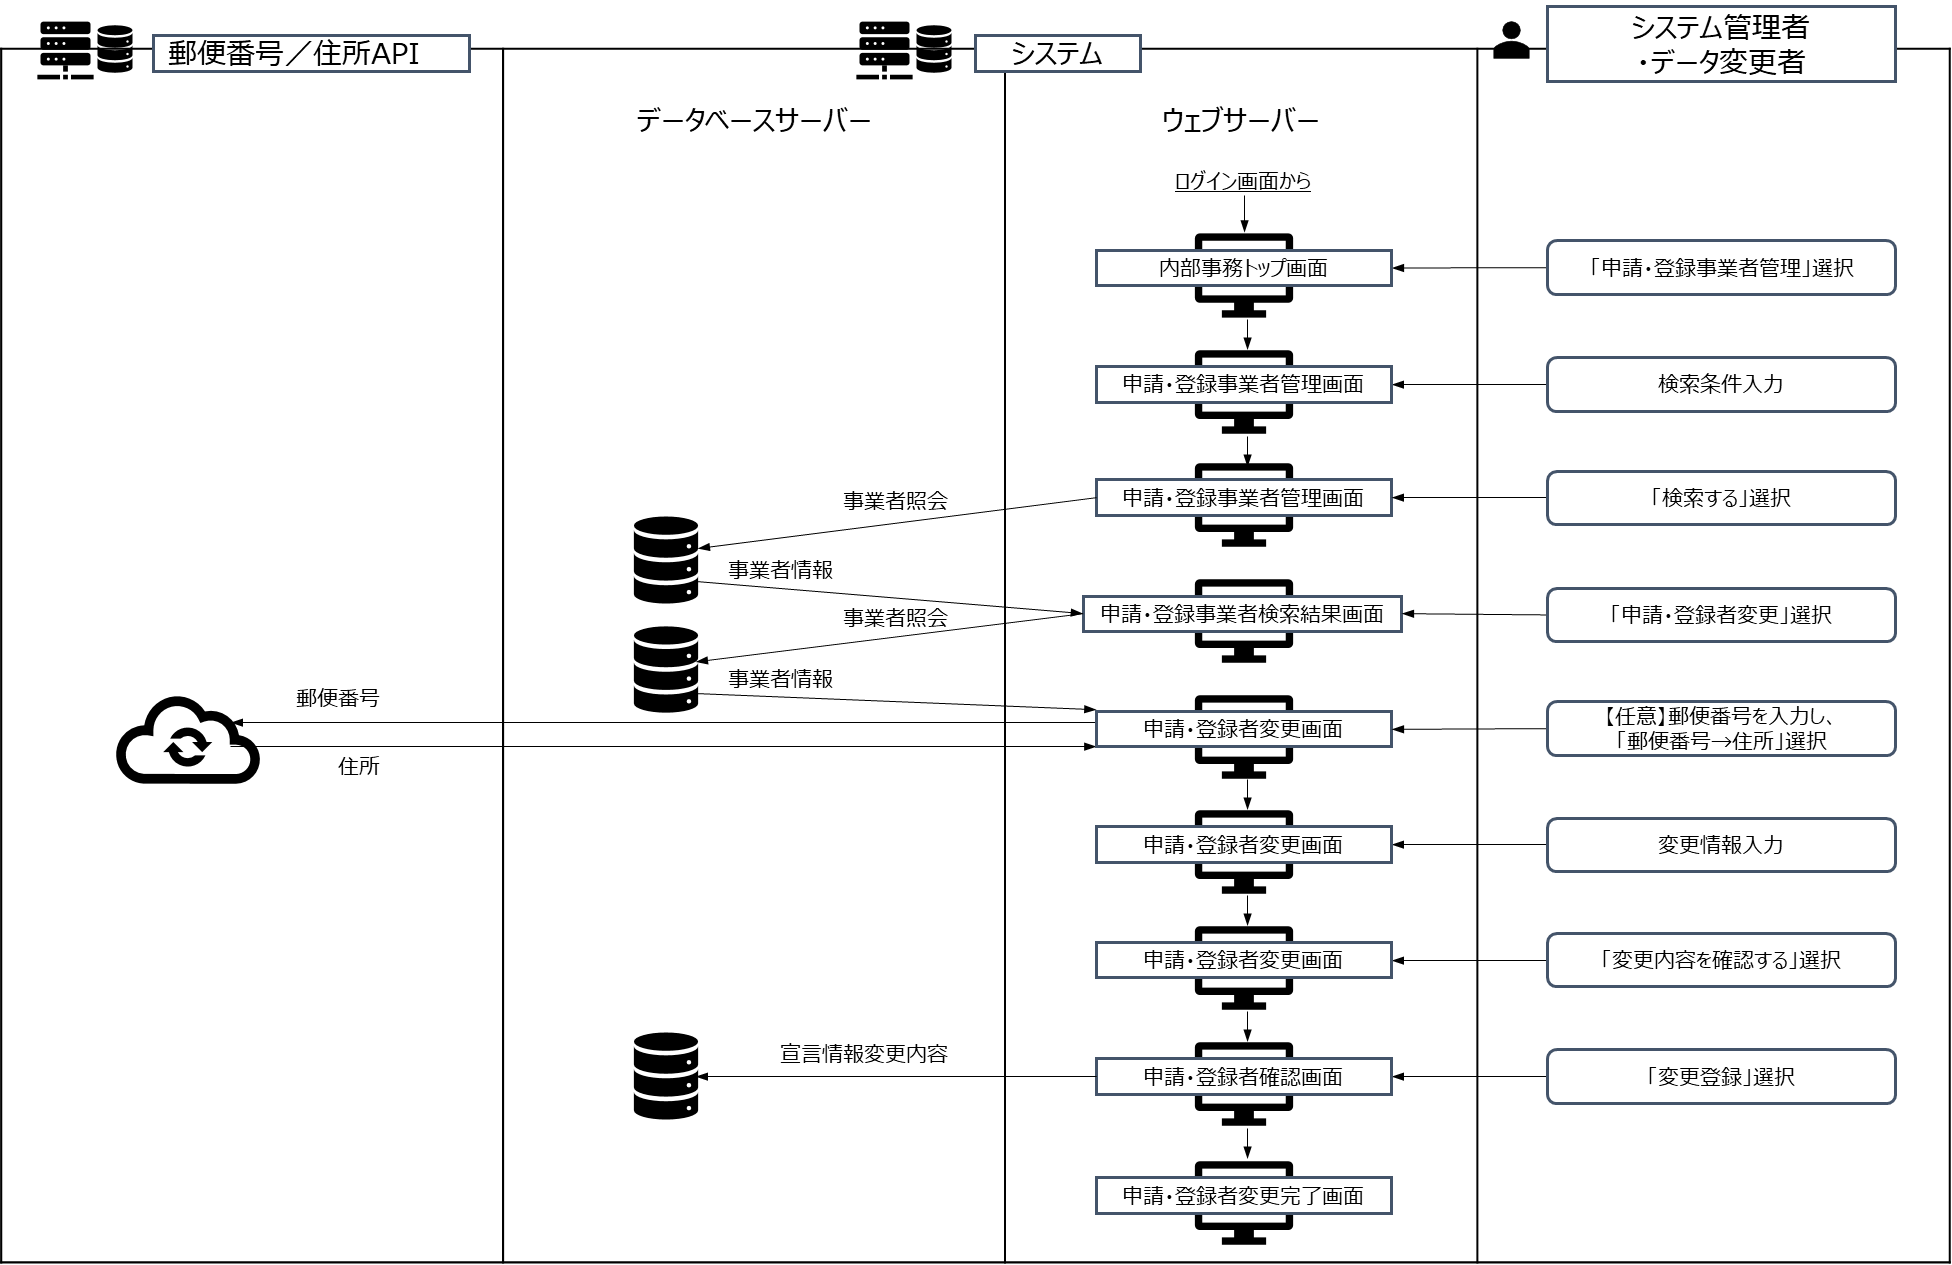 郵便番号／住所API
システム
システム管理者
・データ変更者
データベースサーバー
ウェブサーバー
ログイン画面から
内部事務トップ画面
「申請・登録事業者管理」選択
申請・登録事業者管理画面
検索条件入力
事業者照会
申請・登録事業者管理画面
「検索する」選択
事業者情報
事業者照会
申請・登録事業者検索結果画面
「申請・登録者変更」選択
事業者情報
郵便番号
申請・登録者変更画面
【任意】郵便番号を入力し、
「郵便番号→住所」選択
住所
申請・登録者変更画面
変更情報入力
申請・登録者変更画面
「変更内容を確認する」選択
宣言情報変更内容
申請・登録者確認画面
「変更登録」選択
申請・登録者変更完了画面